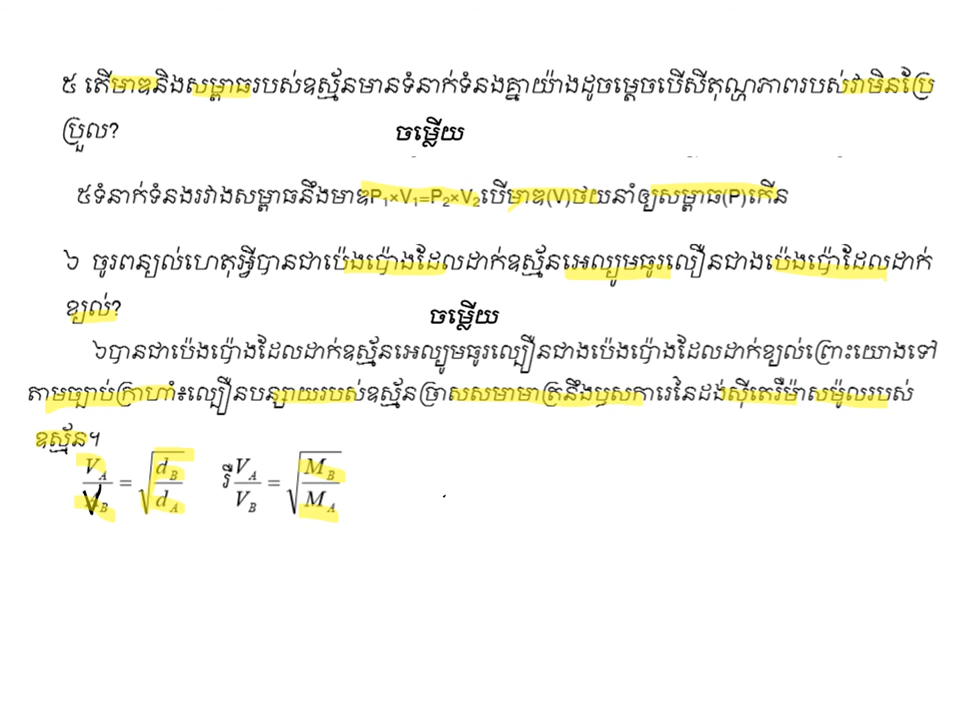 ៥ តើមាឌនិងសម្ពាធរបស់ឧស្ម័នមានទំនាក់ទំនងគ្នាយ៉ាងដូចម្ដេចបើសីតុណ្ហភាពរបស់វាមិនប្រែ
ប្រួល?
ចម្លើយ
៥ទំនាក់ទំនងរវាងសម្ពាធនឹងមាឌP₁×V₁=P₂×V₂បើមាឌ(V)ថយនាំឲ្យសម្ពាធ(P)កើន
៦ ចូរពន្យល់ហេតុអ្វីបានជាប៉េងប៉ោងដែលដាក់ឧស្ម័នអេល្យូមធូរលឿនជាងប៉េងប៉ោដែលដាក់
ខ្យល់?
ចម្លើយ
៦បានជាប៉េងប៉ោងដែលដាក់ឧស្ម័នអេល្យូមធូរល្បឿនជាងប៉េងប៉ោងដែលដាក់ខ្យល់ព្រោះយោងទៅ
តាមច្បាប់ក្រាហាំ៖ល្បឿនបន្សាយរបស់ឧស្ម័នច្រាសសមាមាត្រនឹងឫសការេនៃដង់ស៊ីតេរឺម៉ាសម៉ូលរបស់
ឧស្ម័ន។
V_A/V_B = √(d_B/d_A) រឺ V_A/V_B = √(M_B/M_A)